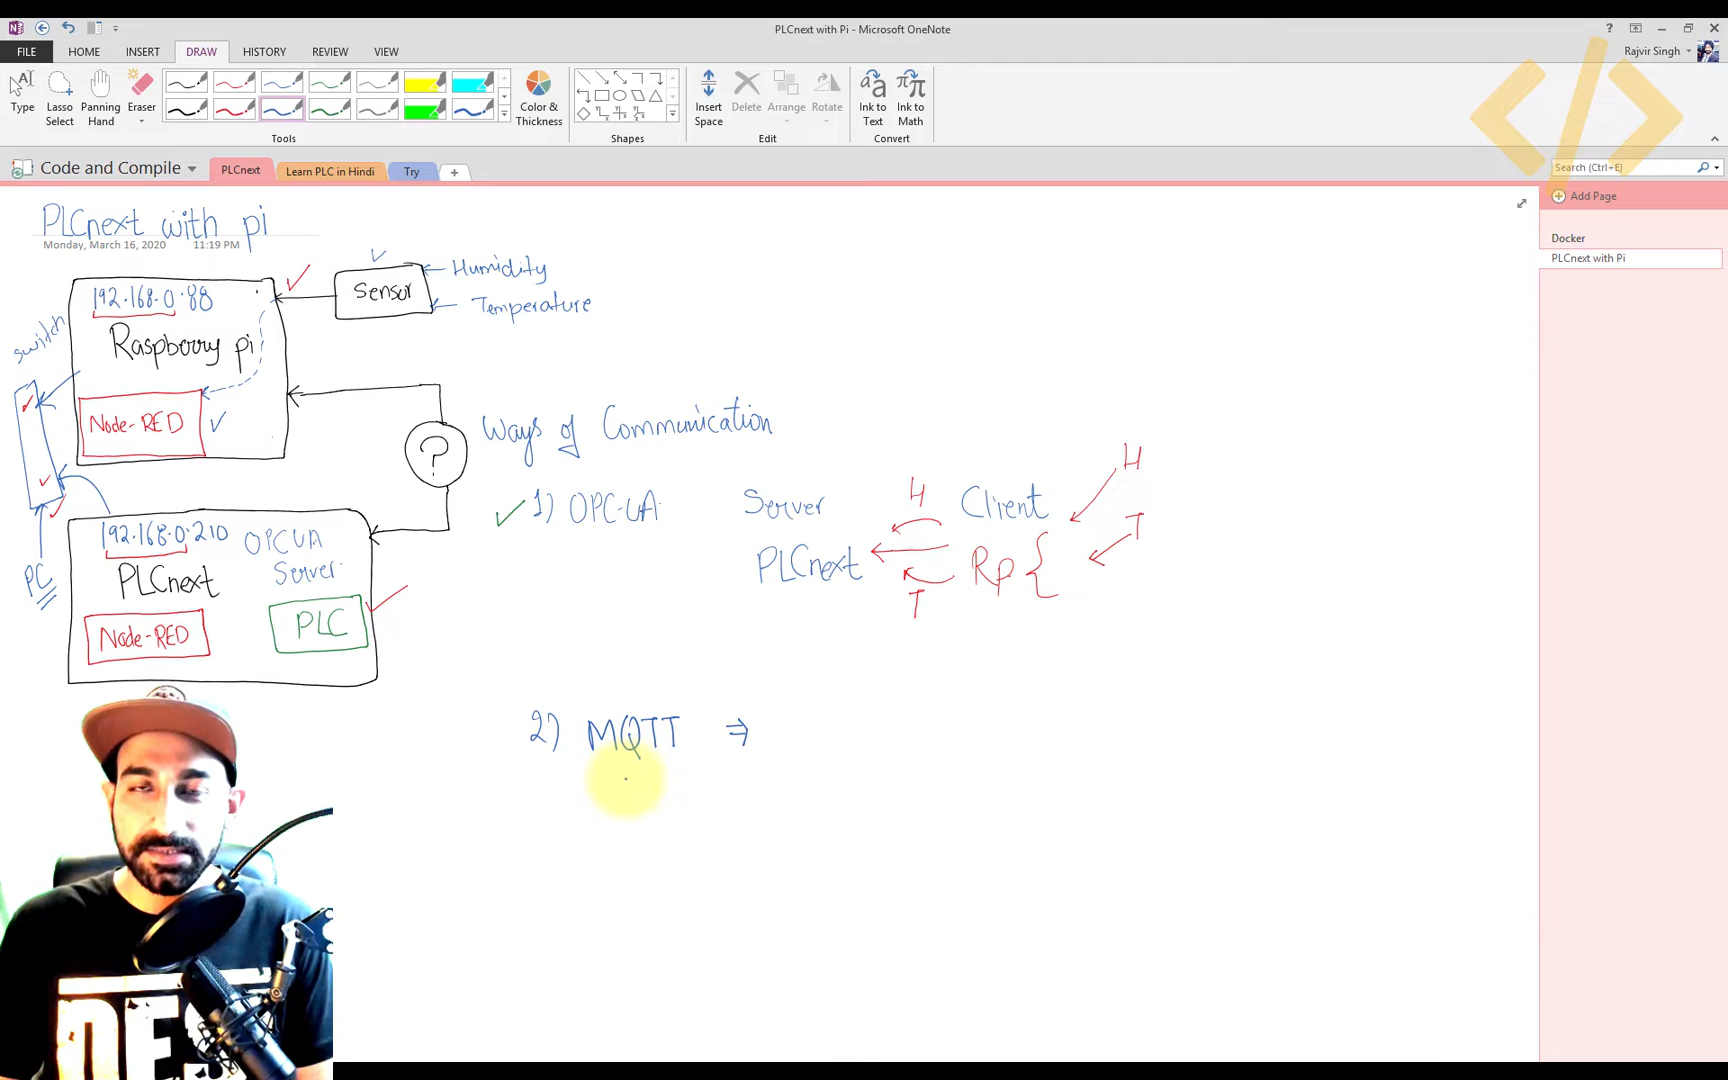 PLCnext with Pi - Microsoft OneNote
Rajvir Singh
FILE HOME INSERT DRAW HISTORY REVIEW VIEW
Type
Lasso Select
Panning Hand
Eraser
Color & Thickness
Insert Space
Delete
Arrange
Rotate
Ink to Text
Ink to Math
Tools
Shapes
Edit
Convert
Code and Compile
PLCnext
Learn PLC in Hindi
Try
Search (Ctrl+E)
Add Page
Docker
PLCnext with Pi
PLCnext with pi
Monday, March 16, 2020 11:19 PM
192.168.0.88
Raspberry pi
Node-RED
Sensor
Humidity
Temperature
switch
?
Ways of Communication
1) OPC-UA
Server
Client
PLCnext
Rp
H
T
H
T
192.168.0.210
OPCUA
Server
PLCnext
Node-RED
PLC
PC
2) MQTT ⇒
DES